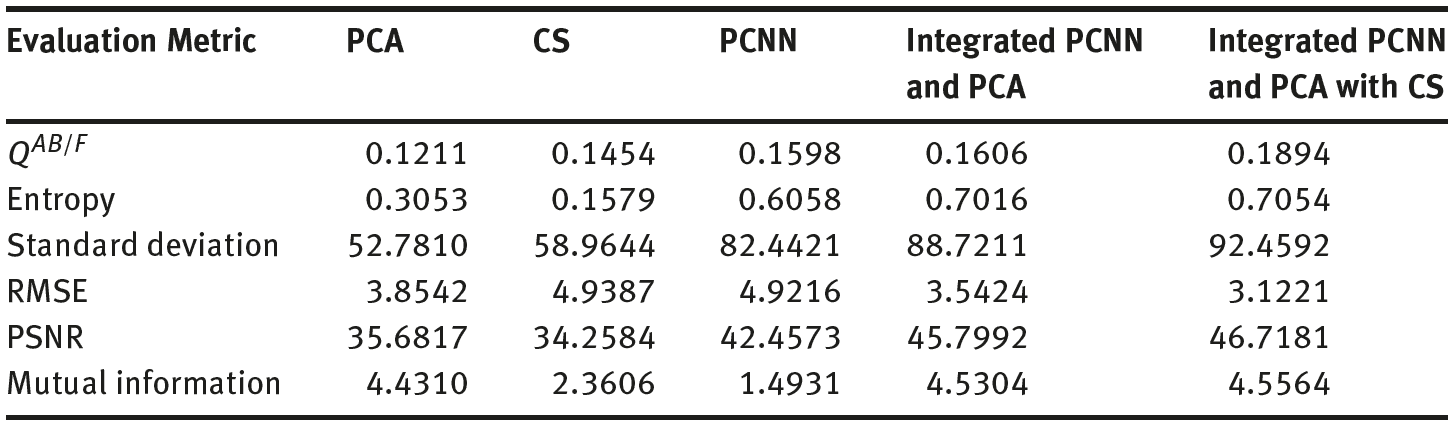 Evaluation Metric PCA CS PCNN Integrated PCNN Integrated PCNN
and PCA and PCA with CS
Q^AB/F 0.1211 0.1454 0.1598 0.1606 0.1894
Entropy 0.3053 0.1579 0.6058 0.7016 0.7054
Standard deviation 52.7810 58.9644 82.4421 88.7211 92.4592
RMSE 3.8542 4.9387 4.9216 3.5424 3.1221
PSNR 35.6817 34.2584 42.4573 45.7992 46.7181
Mutual information 4.4310 2.3606 1.4931 4.5304 4.5564